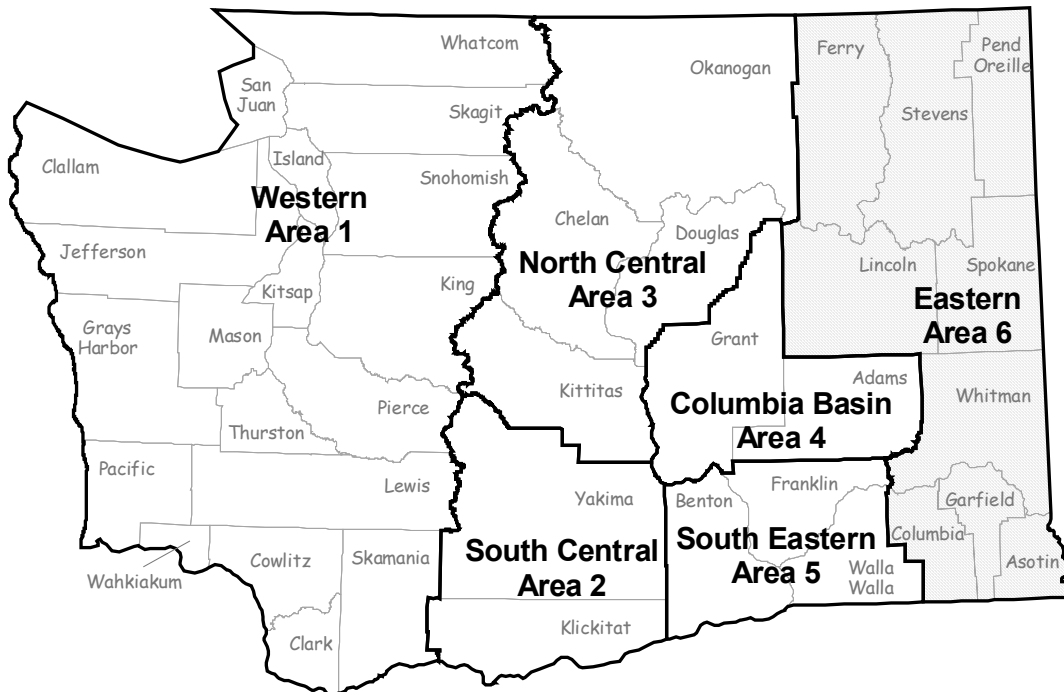 Whatcom
Ferry
Pend
Oreille
Okanogan
San
Juan
Skagit
Stevens
Clallam
Island
Snohomish
Western
Area 1
Chelan
Douglas
Jefferson
North Central
Area 3
Lincoln
Spokane
Kitsap
King
Eastern
Area 6
Grays
Harbor
Mason
Grant
Kittitas
Adams
Pierce
Columbia Basin
Area 4
Whitman
Thurston
Pacific
Lewis
Yakima
Benton
Franklin
Garfield
Columbia
Wahkiakum
Cowlitz
Skamania
South Central
Area 2
South Eastern
Area 5
Walla
Walla
Asotin
Clark
Klickitat